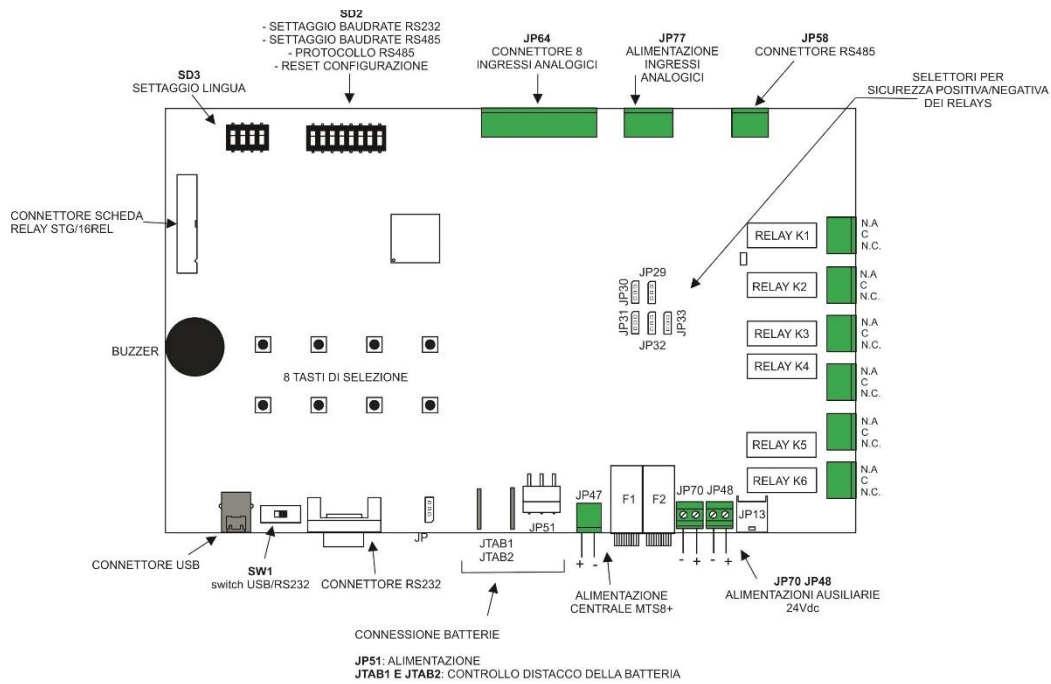 SD2
- SETTAGGIO BAUDRATE RS232
- SETTAGGIO BAUDRATE RS485
- PROTOCOLLO RS485
- RESET CONFIGURAZIONE
SD3
SETTAGGIO LINGUA
JP64
CONNETTORE 8
INGRESSI ANALOGICI
JP77
ALIMENTAZIONE
INGRESSI
ANALOGICI
JP58
CONNETTORE RS485
SELETTORI PER
SICUREZZA POSITIVA/NEGATIVA
DEI RELAYS
CONNETTORE SCHEDA
RELAY STG/16REL
BUZZER
8 TASTI DI SELEZIONE
JP29
JP30
JP31
JP33
JP32
RELAY K1
N.A
C
N.C.
RELAY K2
N.A
C
N.C.
RELAY K3
N.A
C
N.C.
RELAY K4
N.A
C
N.C.
RELAY K5
N.A
C
N.C.
RELAY K6
N.A
C
N.C.
CONNETTORE USB
SW1
switch USB/RS232
CONNETTORE RS232
JP
JTAB1
JTAB2
JP51
JP47
+ -
F1
F2
JP70
- +
JP48
- +
JP13
ALIMENTAZIONE
CENTRALE MTS8+
JP70 JP48
ALIMENTAZIONI AUSILIARIE
24Vdc
CONNESSIONE BATTERIE
JP51: ALIMENTAZIONE
JTAB1 E JTAB2: CONTROLLO DISTACCO DELLA BATTERIA